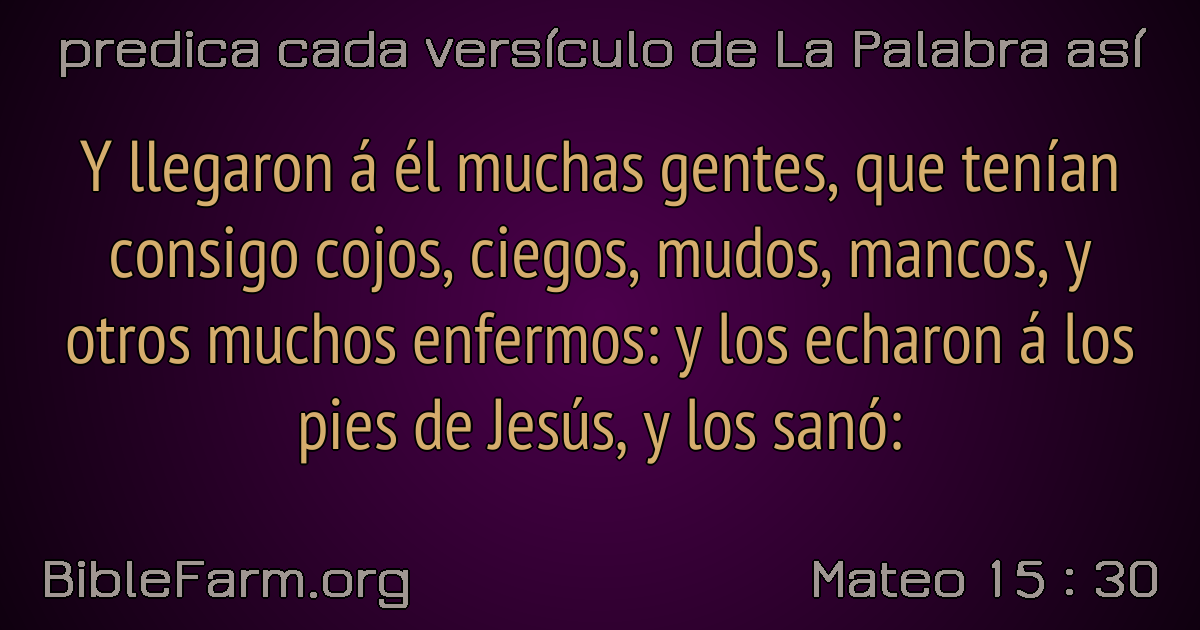 predica cada versículo de La Palabra así
Y llegaron á él muchas gentes, que tenían
consigo cojos, ciegos, mudos, mancos, y
otros muchos enfermos: y los echaron á los
pies de Jesús, y los sanó:
BibleFarm.org
Mateo 15 : 30